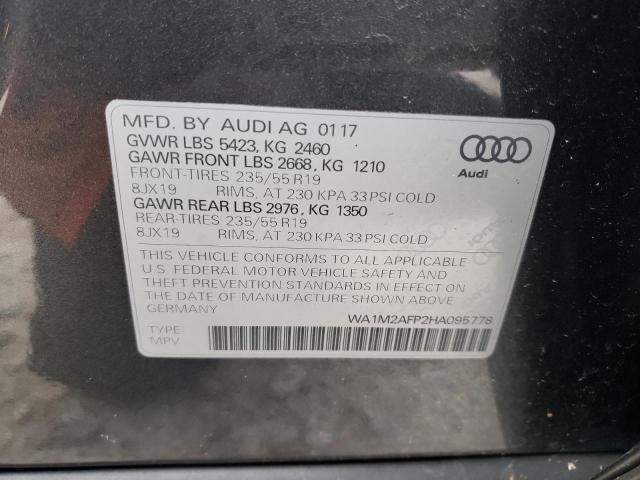 MFD. BY AUDI AG 01 17
GVWR LBS 5423, KG 2460
GAWR FRONT LBS 2668, KG 1210
FRONT-TIRES 235/55 R19
8JX19 RIMS, AT 230 KPA 33 PSI COLD
GAWR REAR LBS 2976, KG 1350
REAR-TIRES 235/55 R19
8JX19 RIMS, AT 230 KPA 33 PSI COLD
Audi
THIS VEHICLE CONFORMS TO ALL APPLICABLE
U.S. FEDERAL MOTOR VEHICLE SAFETY AND
THEFT PREVENTION STANDARDS IN EFFECT ON
THE DATE OF MANUFACTURE SHOWN ABOVE
GERMANY
WA1M2AFP2HA095778
TYPE
MPV